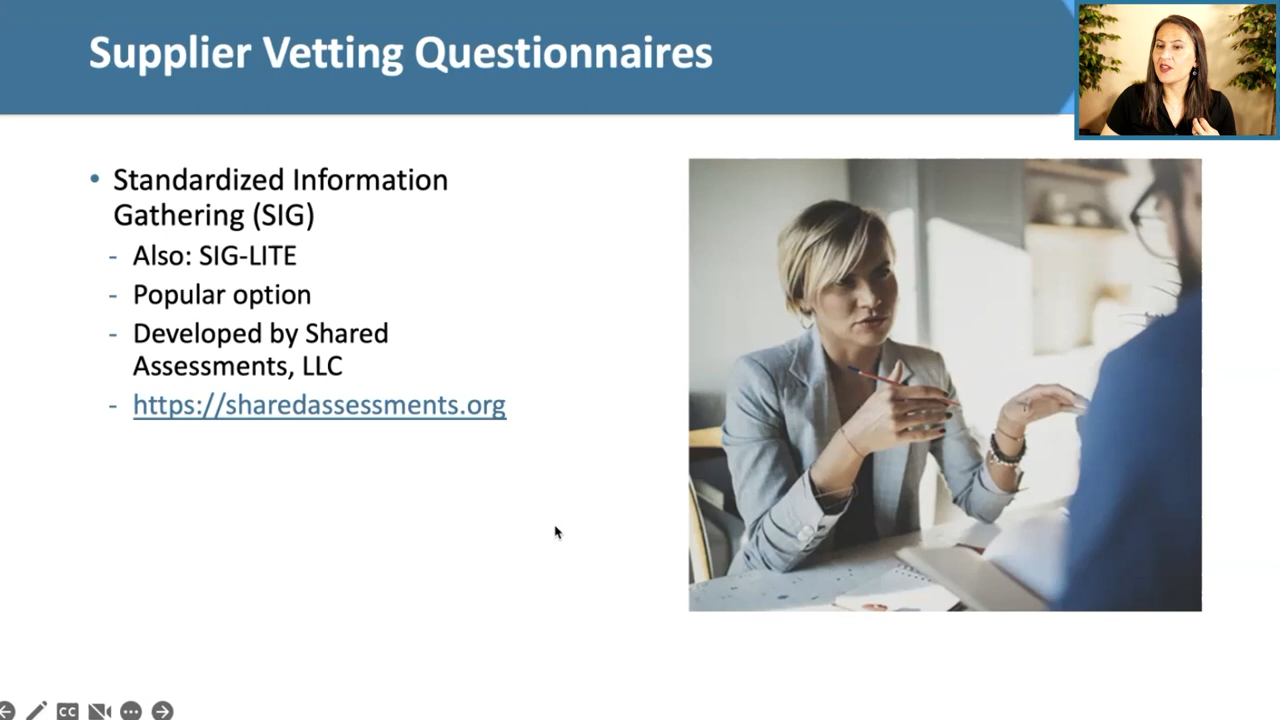 Supplier Vetting Questionnaires
• Standardized Information
Gathering (SIG)
- Also: SIG-LITE
- Popular option
- Developed by Shared
Assessments, LLC
- https://sharedassessments.org
CC